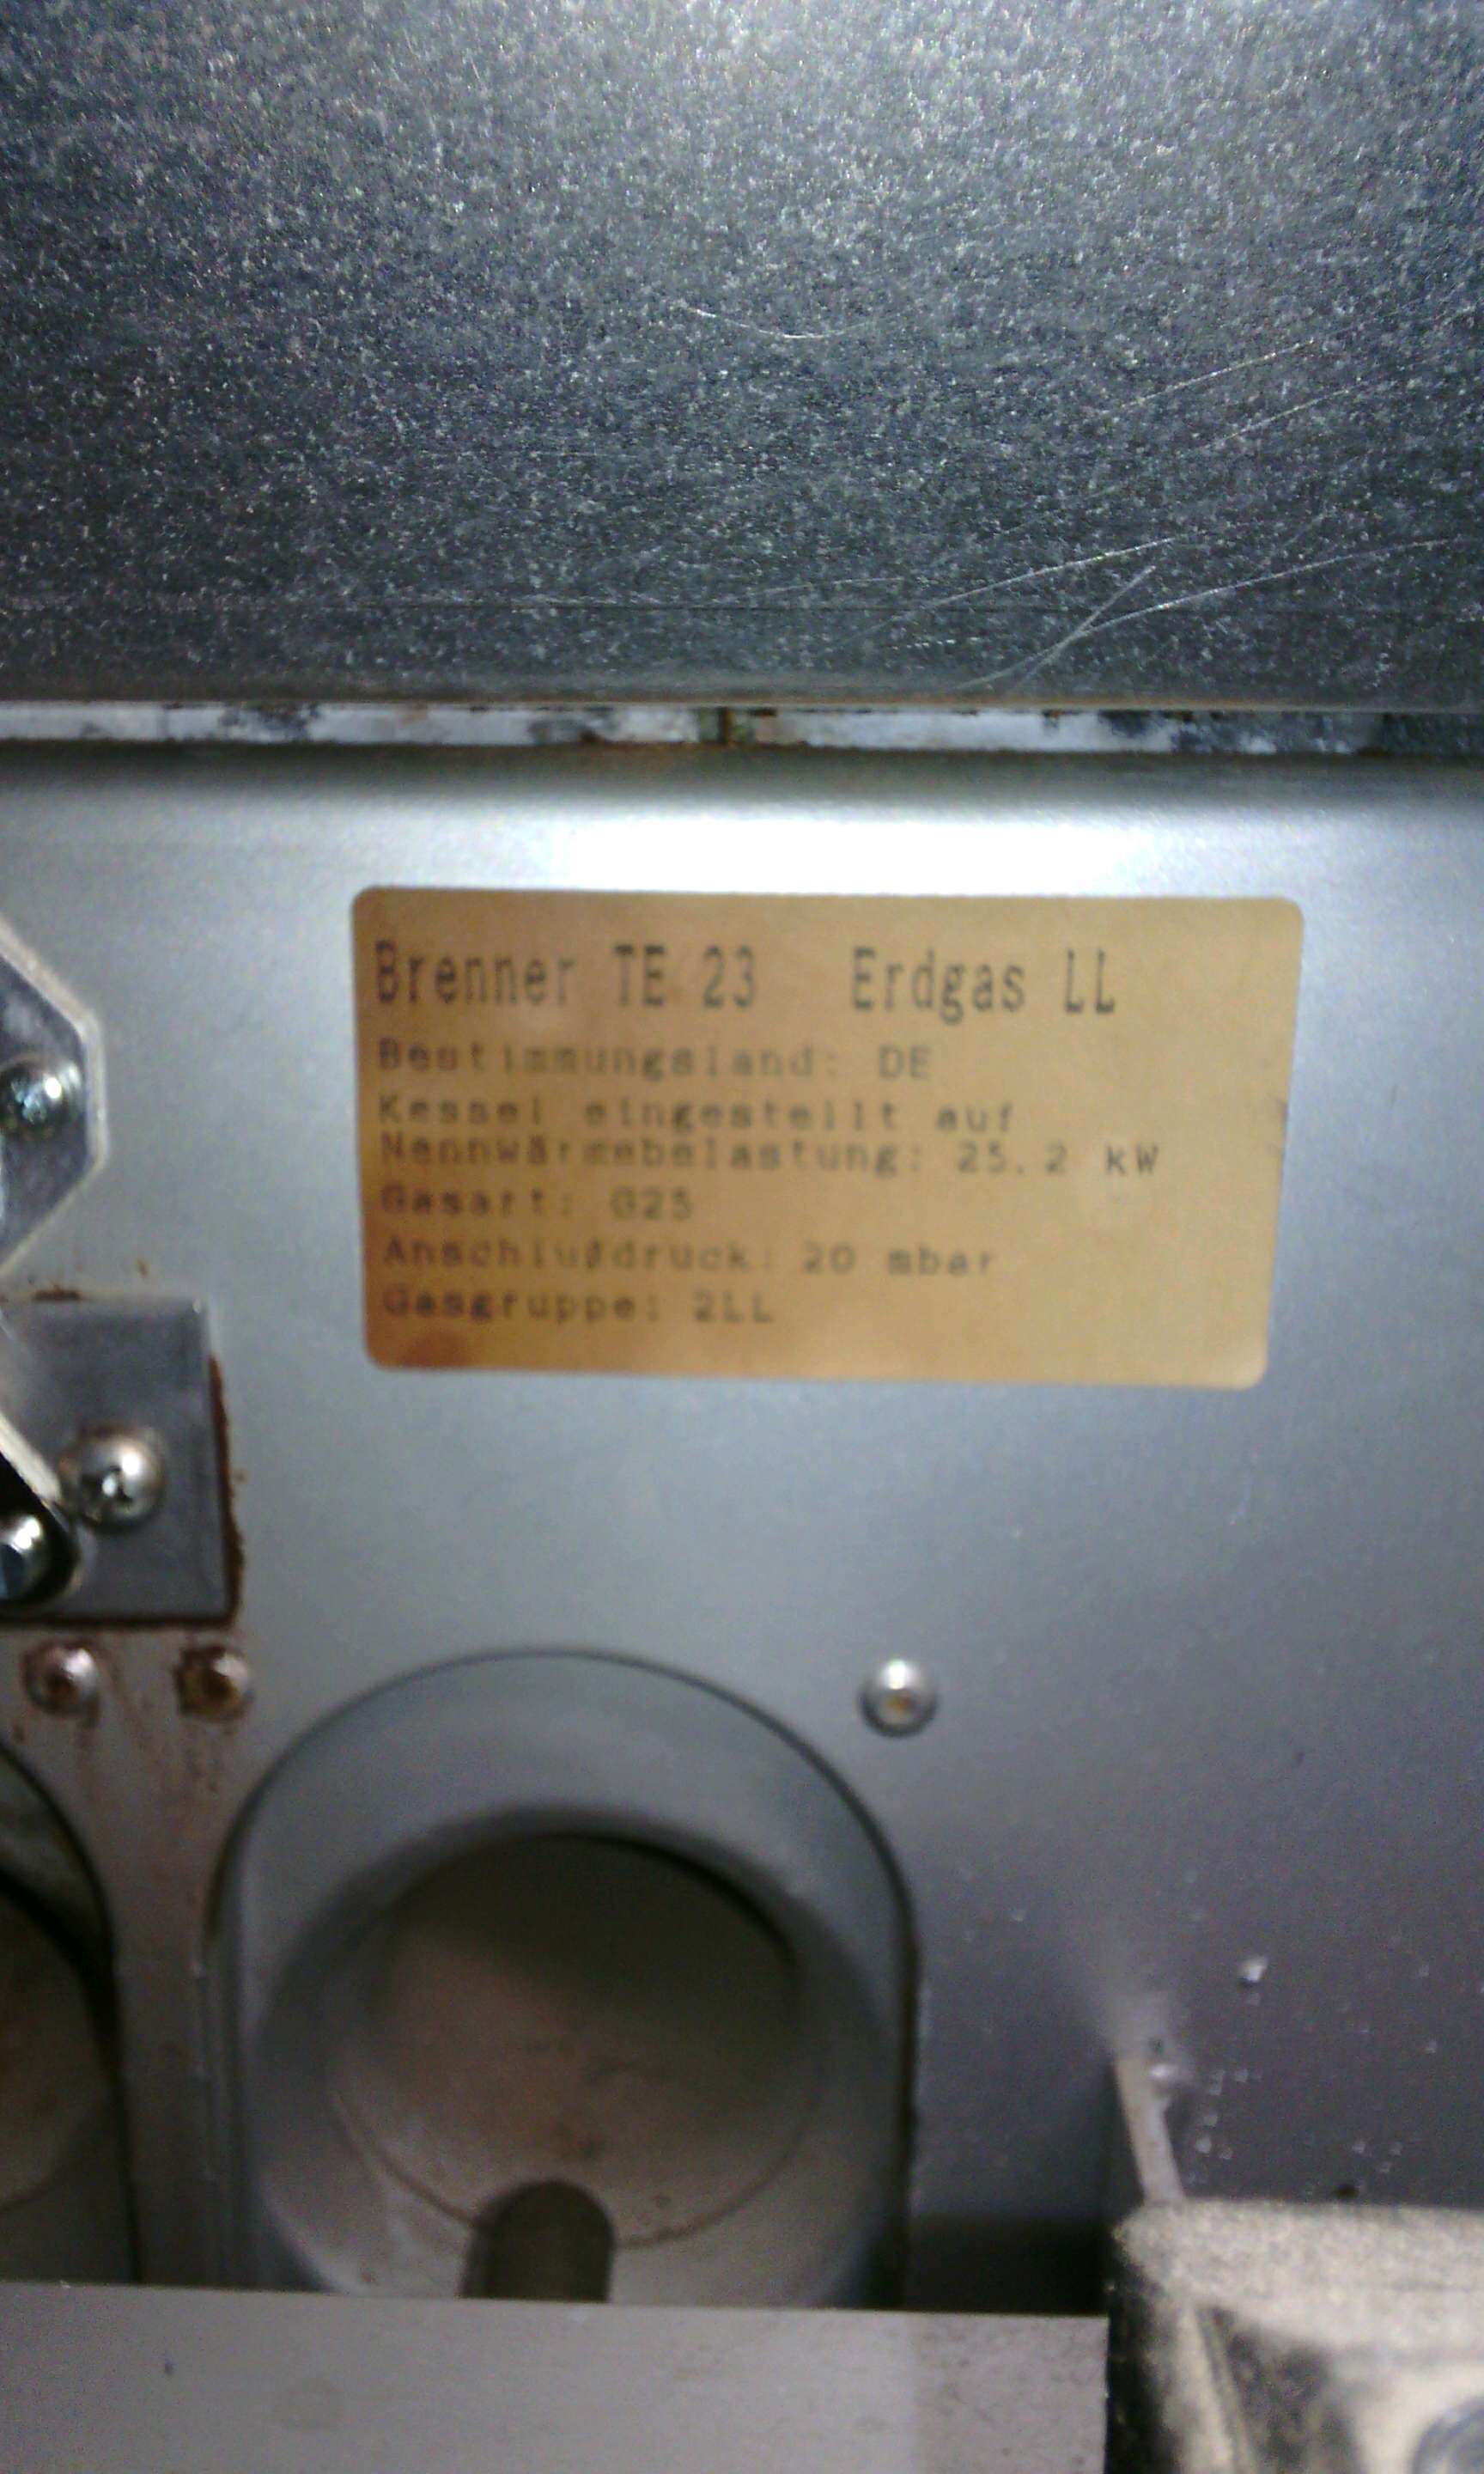 Brenner TE 23 Erdgas LL
Bestimmungsland: DE
Kessel eingestellt auf
Nennwärmebelastung: 25.2 kW
Gasart: G25
Anschlußdruck: 20 mbar
Gasgruppe: 2LL